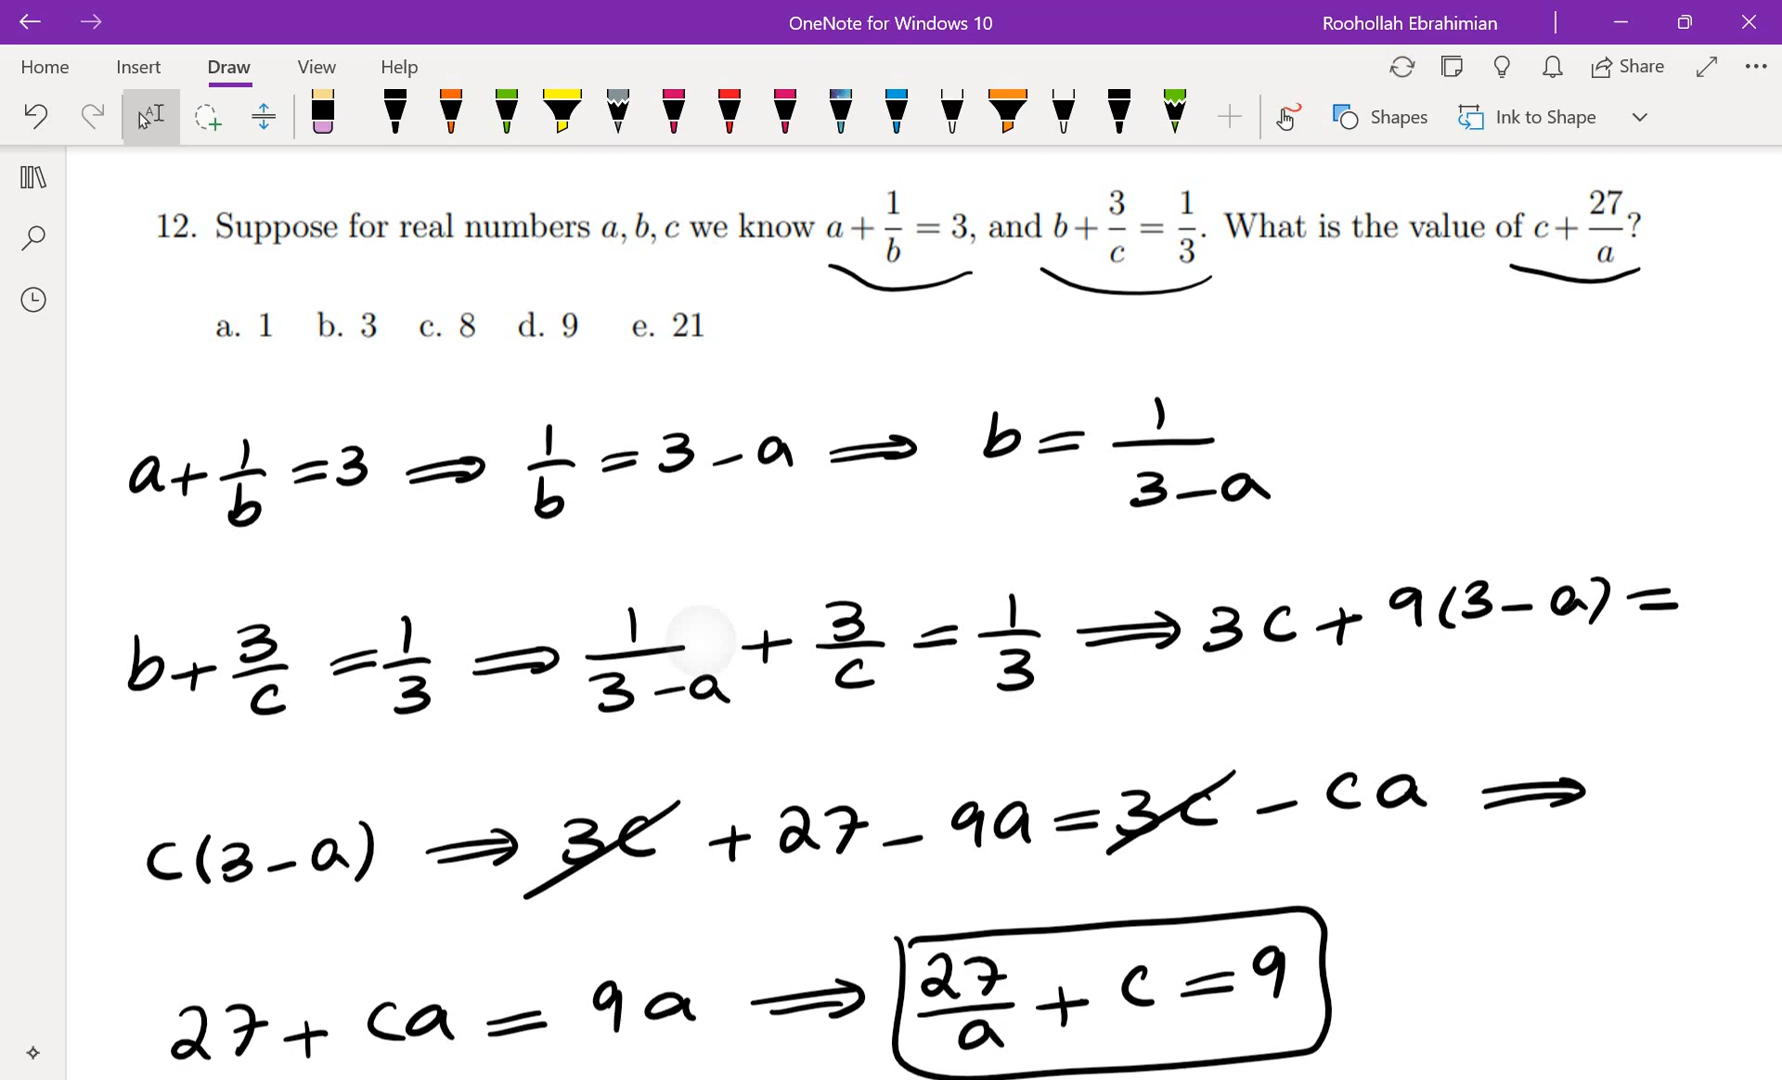 OneNote for Windows 10
Roohollah Ebrahimian
Home Insert Draw View Help
Share
Shapes Ink to Shape
12. Suppose for real numbers a, b, c we know a + 1/b = 3, and b + 3/c = 1/3. What is the value of c + 27/a?
a. 1 b. 3 c. 8 d. 9 e. 21
a + 1/b = 3 ⟹ 1/b = 3 - a ⟹ b = 1/(3 - a)
b + 3/c = 1/3 ⟹ 1/(3 - a) + 3/c = 1/3 ⟹ 3c + 9(3 - a) =
c(3 - a) ⟹ 3c + 27 - 9a = 3c - ca ⟹
27 + ca = 9a ⟹ 27/a + c = 9